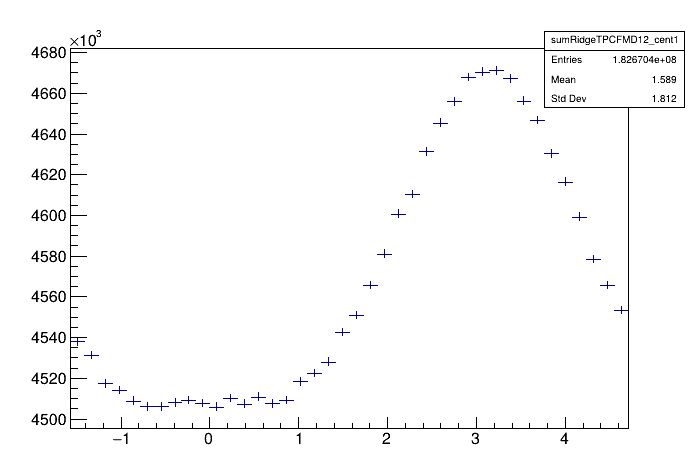 ×10³
sumRidgeTPCFMD12_cent1
Entries 1.826704e+08
Mean 1.589
Std Dev 1.812
4680
4660
4640
4620
4600
4580
4560
4540
4520
4500
−1 0 1 2 3 4